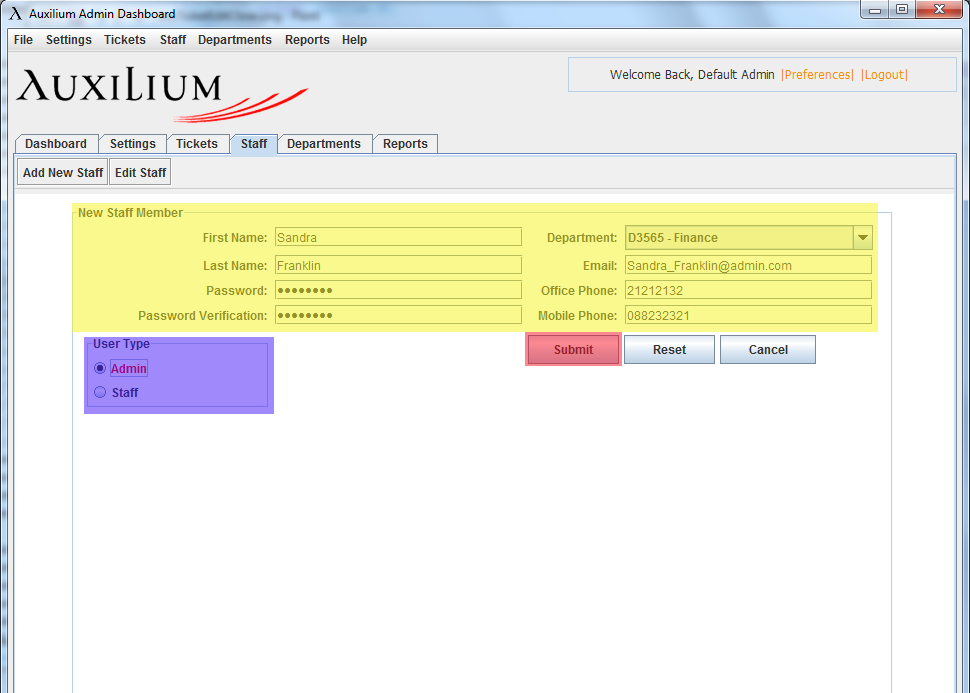 Auxilium Admin Dashboard
File Settings Tickets Staff Departments Reports Help
AUXILIUM
Welcome Back, Default Admin |Preferences| |Logout|
Dashboard Settings Tickets Staff Departments Reports
Add New Staff Edit Staff
New Staff Member
First Name: Sandra Department: D3565 - Finance
Last Name: Franklin Email: Sandra_Franklin@admin.com
Password: •••••••• Office Phone: 21212132
Password Verification: •••••••• Mobile Phone: 088232321
User Type Submit Reset Cancel
Admin
Staff